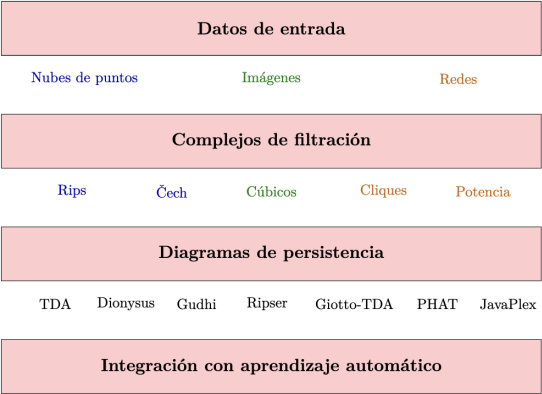 Datos de entrada
Nubes de puntos Imágenes Redes
Complejos de filtración
Rips Čech Cúbicos Cliques Potencia
Diagramas de persistencia
TDA Dionysus Gudhi Ripser Giotto-TDA PHAT JavaPlex
Integración con aprendizaje automático